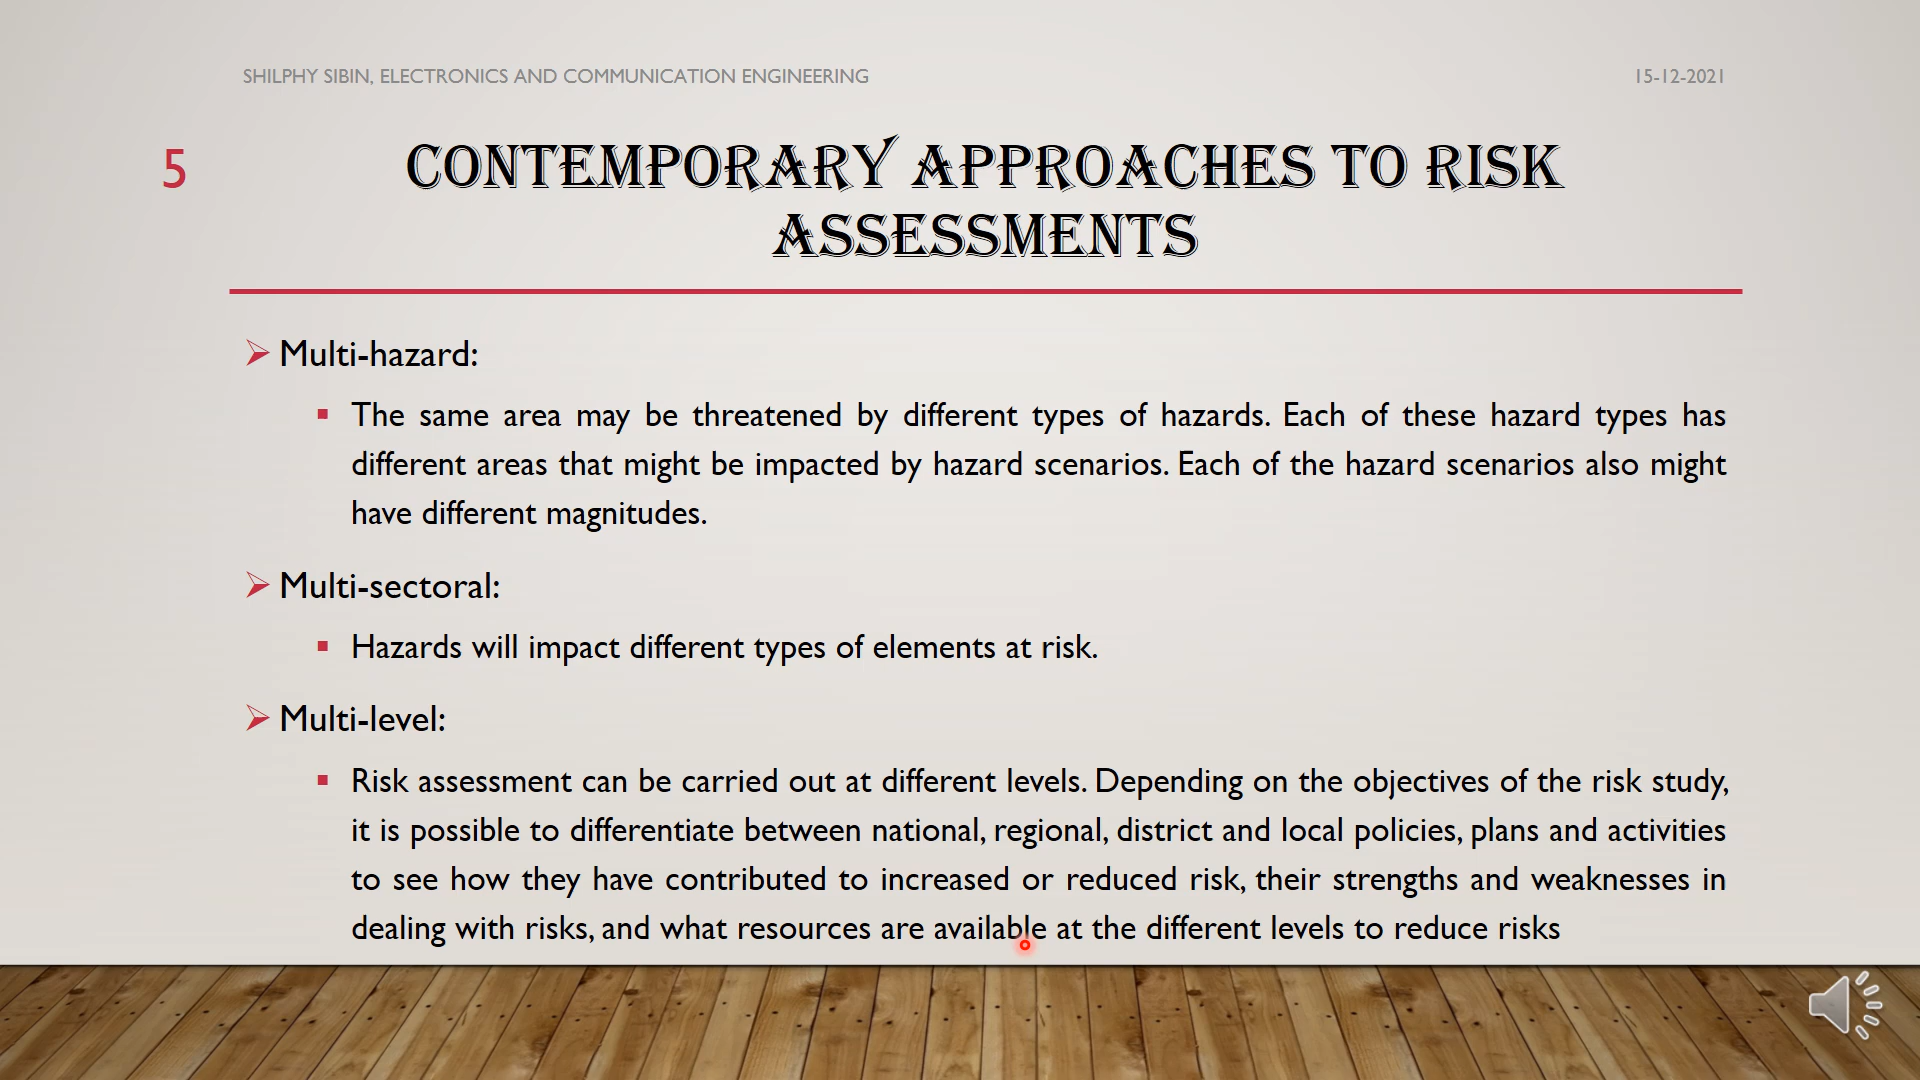 SHILPHY SIBIN, ELECTRONICS AND COMMUNICATION ENGINEERING
15-12-2021
5
CONTEMPORARY APPROACHES TO RISK
ASSESSMENTS
Multi-hazard:
The same area may be threatened by different types of hazards. Each of these hazard types has
different areas that might be impacted by hazard scenarios. Each of the hazard scenarios also might
have different magnitudes.
Multi-sectoral:
Hazards will impact different types of elements at risk.
Multi-level:
Risk assessment can be carried out at different levels. Depending on the objectives of the risk study,
it is possible to differentiate between national, regional, district and local policies, plans and activities
to see how they have contributed to increased or reduced risk, their strengths and weaknesses in
dealing with risks, and what resources are available at the different levels to reduce risks